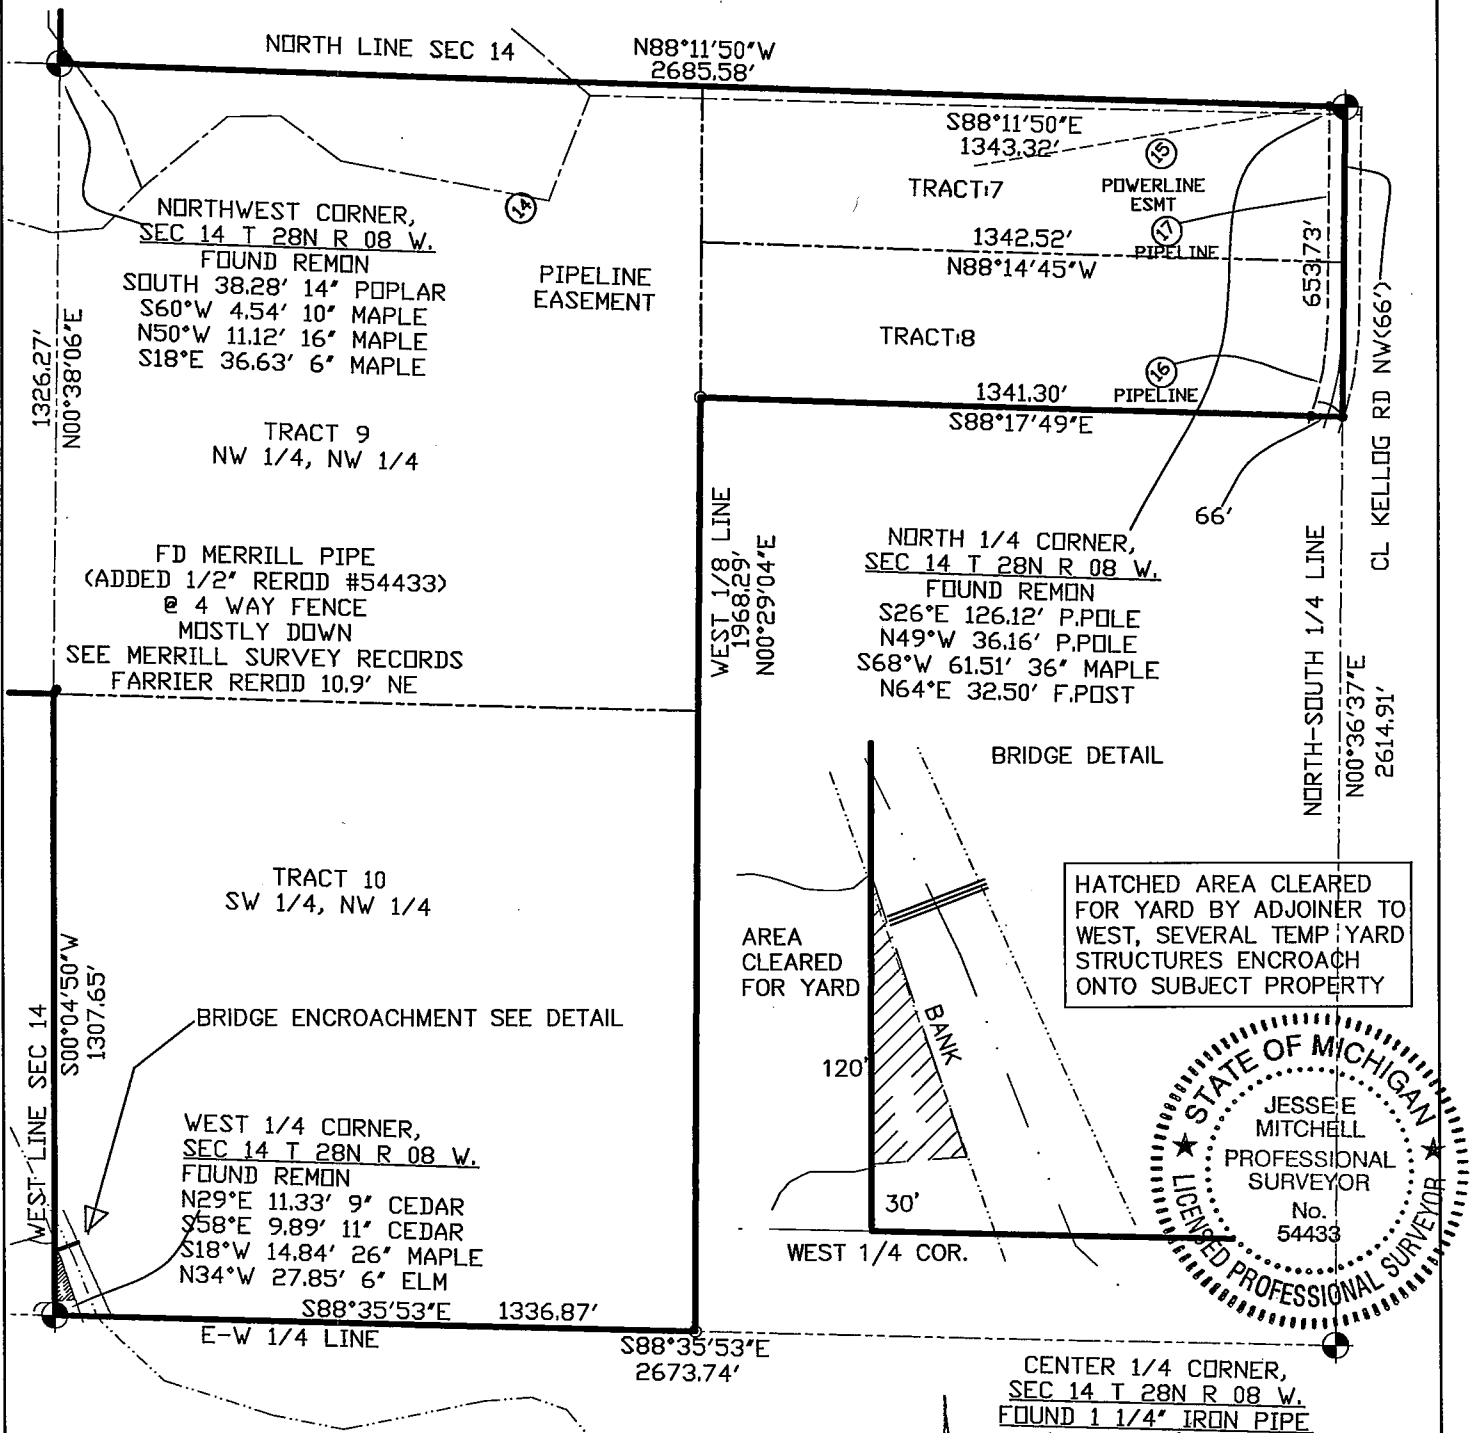 NORTH LINE SEC 14
N88°11'50"W
2685.58'
S88°11'50"E
1343.32'
TRACT:7
15
POWERLINE
ESMT
17
PIPELINE
1342.52'
N88°14'45"W
653.73'
TRACT:8
16
PIPELINE
1341.30'
S88°17'49"E
66'
CL KELLOG RD NW(66')
14
NORTHWEST CORNER,
SEC 14 T 28N R 08 W.
FOUND REMON
SOUTH 38.28' 14" POPLAR
S60°W 4.54' 10" MAPLE
N50°W 11.12' 16" MAPLE
S18°E 36.63' 6" MAPLE
PIPELINE
EASEMENT
1326.27'
N00°38'06"E
TRACT 9
NW 1/4, NW 1/4
FD MERRILL PIPE
(ADDED 1/2" REROD #54433)
@ 4 WAY FENCE
MOSTLY DOWN
SEE MERRILL SURVEY RECORDS
FARRIER REROD 10.9' NE
WEST 1/8 LINE
1968.29'
N00°29'04"E
NORTH 1/4 CORNER,
SEC 14 T 28N R 08 W.
FOUND REMON
S26°E 126.12' P.POLE
N49°W 36.16' P.POLE
S68°W 61.51' 36" MAPLE
N64°E 32.50' F.POST
NORTH-SOUTH 1/4 LINE
N00°36'37"E
2614.91'
BRIDGE DETAIL
HATCHED AREA CLEARED
FOR YARD BY ADJOINER TO
WEST, SEVERAL TEMP YARD
STRUCTURES ENCROACH
ONTO SUBJECT PROPERTY
AREA
CLEARED
FOR YARD
BANK
120'
30'
WEST 1/4 COR.
TRACT 10
SW 1/4, NW 1/4
WEST LINE SEC 14
S00°04'50"W
1307.65'
BRIDGE ENCROACHMENT SEE DETAIL
WEST 1/4 CORNER,
SEC 14 T 28N R 08 W.
FOUND REMON
N29°E 11.33' 9" CEDAR
S58°E 9.89' 11" CEDAR
S18°W 14.84' 26" MAPLE
N34°W 27.85' 6" ELM
S88°35'53"E 1336.87'
E-W 1/4 LINE
S88°35'53"E
2673.74'
STATE OF MICHIGAN
JESSE E
MITCHELL
PROFESSIONAL
SURVEYOR
No.
54433
LICENSED PROFESSIONAL SURVEYOR
CENTER 1/4 CORNER,
SEC 14 T 28N R 08 W.
FOUND 1 1/4" IRON PIPE